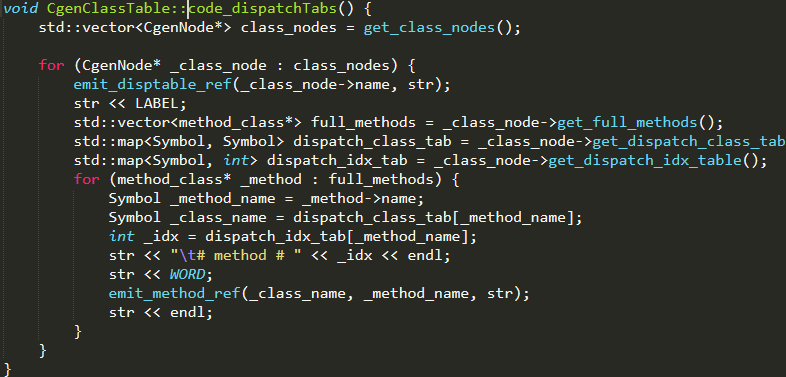 void CgenClassTable::code_dispatchTabs() {
    std::vector<CgenNode*> class_nodes = get_class_nodes();

    for (CgenNode* _class_node : class_nodes) {
        emit_disptable_ref(_class_node->name, str);
        str << LABEL;
        std::vector<method_class*> full_methods = _class_node->get_full_methods();
        std::map<Symbol, Symbol> dispatch_class_tab = _class_node->get_dispatch_class_tab
        std::map<Symbol, int> dispatch_idx_tab = _class_node->get_dispatch_idx_table();
        for (method_class* _method : full_methods) {
            Symbol _method_name = _method->name;
            Symbol _class_name = dispatch_class_tab[_method_name];
            int _idx = dispatch_idx_tab[_method_name];
            str << "\t# method # " << _idx << endl;
            str << WORD;
            emit_method_ref(_class_name, _method_name, str);
            str << endl;
        }
    }
}